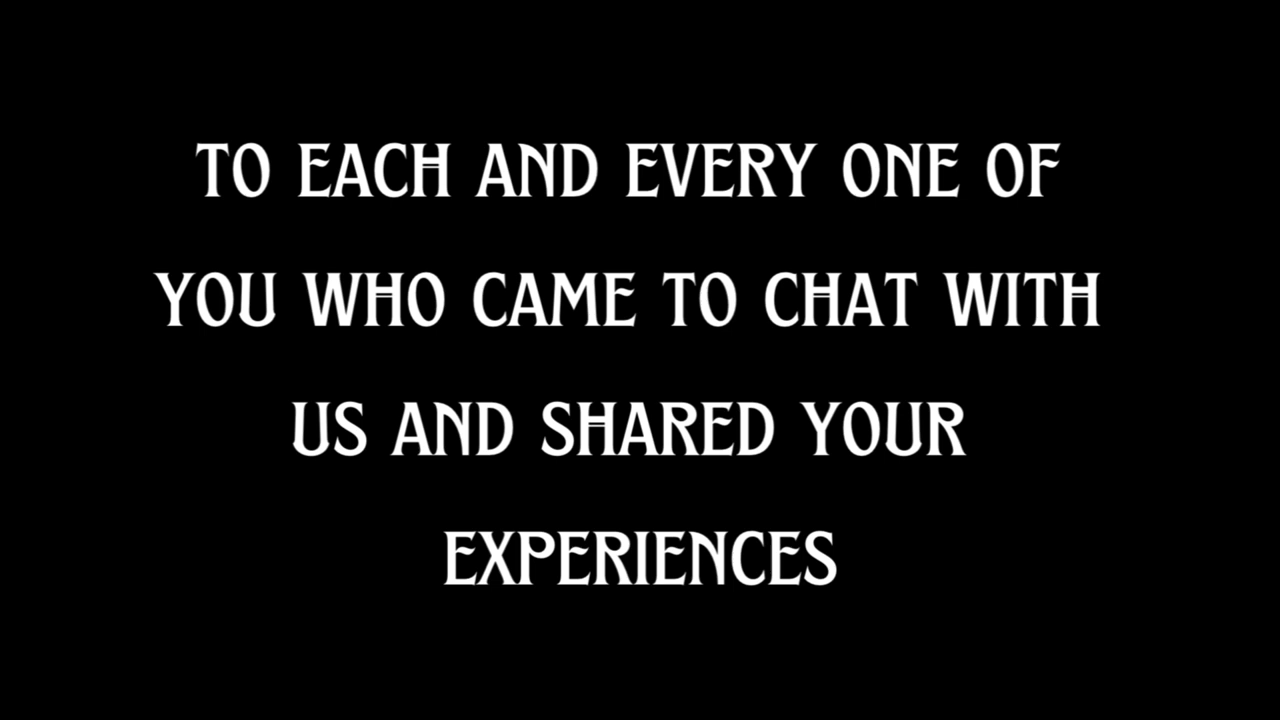 TO EACH AND EVERY ONE OF
YOU WHO CAME TO CHAT WITH
US AND SHARED YOUR
EXPERIENCES